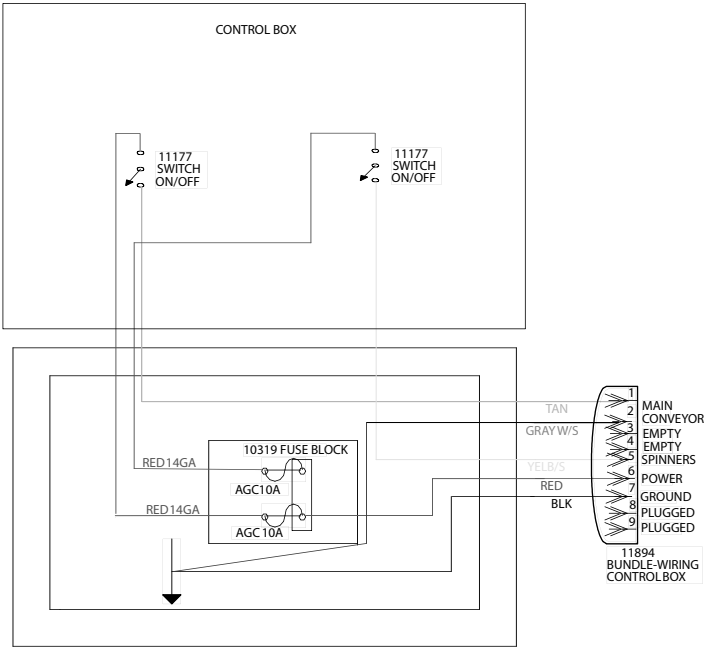 CONTROL BOX
11177
SWITCH
ON/OFF
11177
SWITCH
ON/OFF
1
MAIN
CONVEYOR
TAN
2
GRAY W/S
3
EMPTY
4
EMPTY
5
SPINNERS
YELB/S
6
POWER
RED
7
GROUND
BLK
8
PLUGGED
9
PLUGGED
10319 FUSE BLOCK
RED14GA
AGC10A
RED14GA
AGC10A
11894
BUNDLE-WIRING
CONTROL BOX